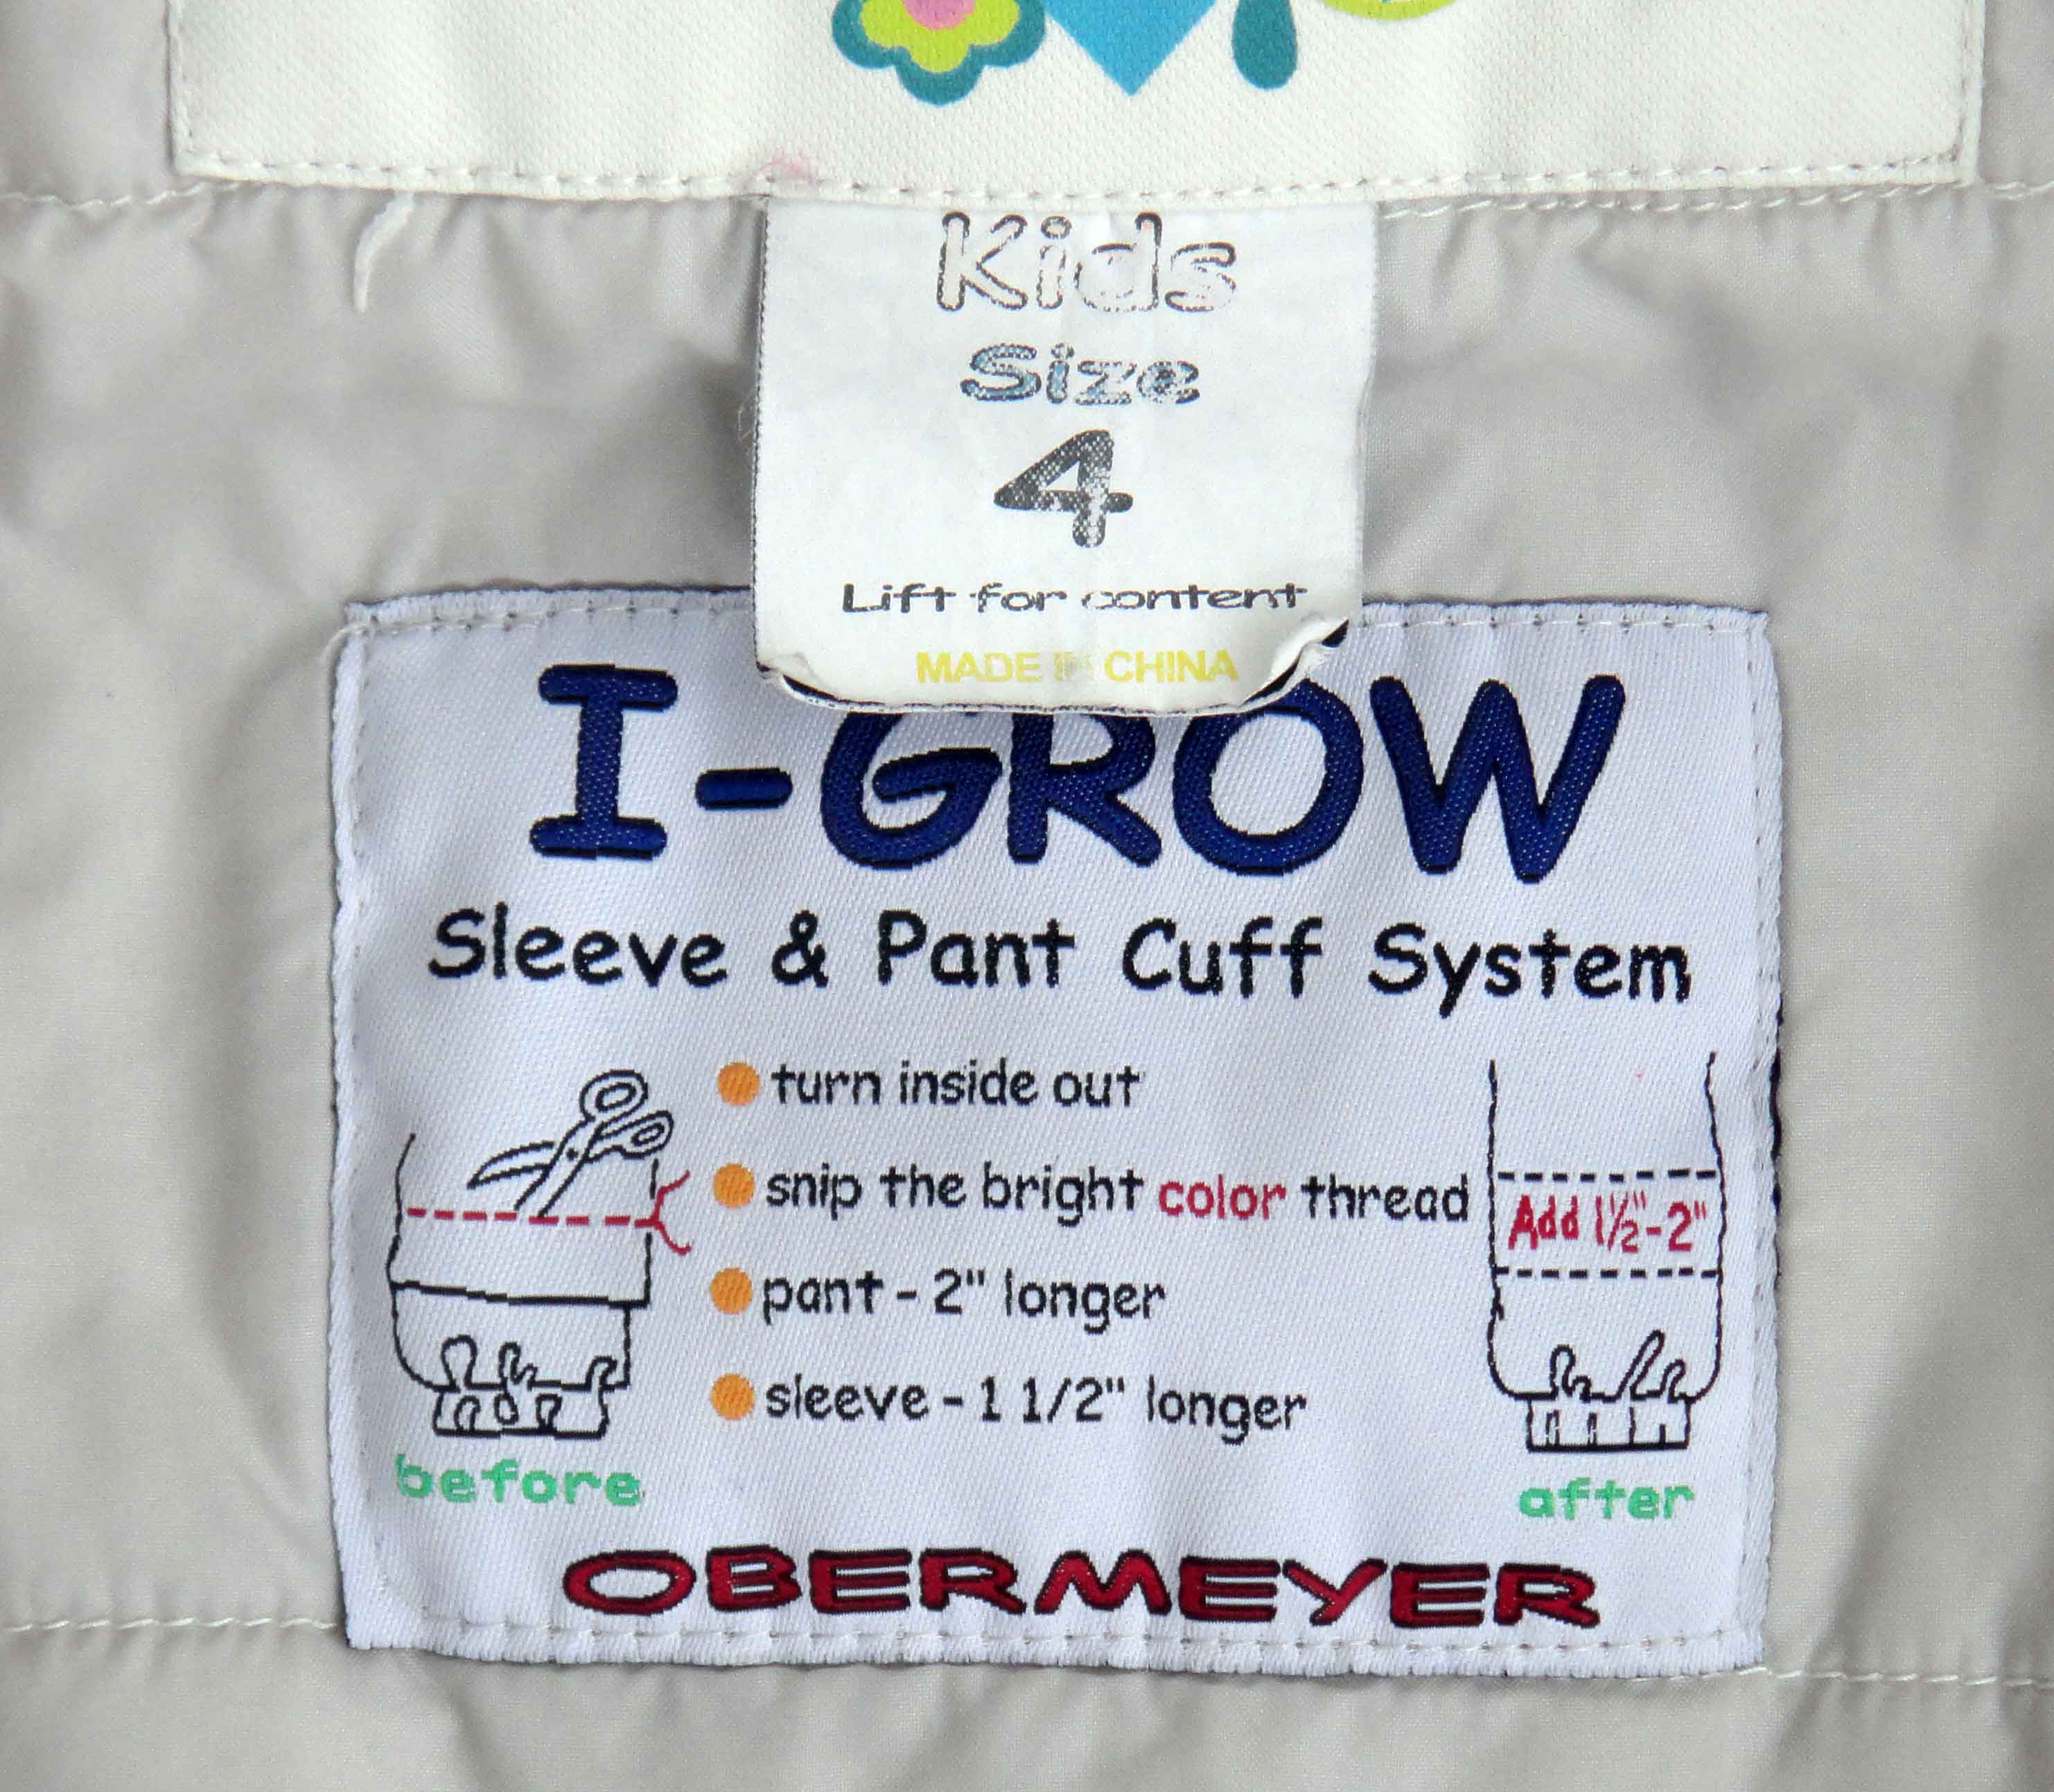 Kids
Size
4
Lift for content
MADE IN CHINA
I-GROW
Sleeve & Pant Cuff System
turn inside out
snip the bright color thread
pant - 2" longer
sleeve - 1 1/2" longer
Add 1½"-2"
before
after
OBERMEYER